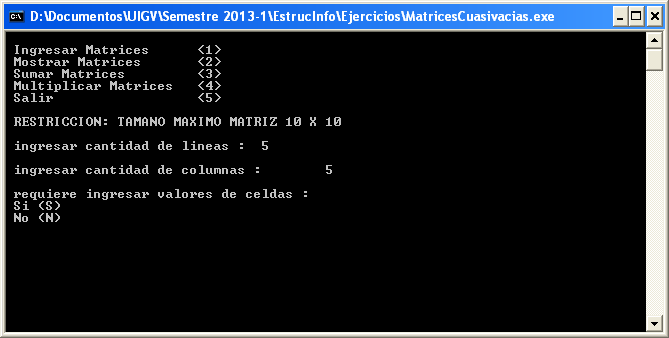 D:\Documentos\UIGV\Semestre 2013-1\EstrucInfo\Ejercicios\MatricesCuasivacias.exe
Ingresar Matrices <1>
Mostrar Matrices <2>
Sumar Matrices <3>
Multiplicar Matrices <4>
Salir <5>
RESTRICCION: TAMANO MAXIMO MATRIZ 10 X 10
ingresar cantidad de lineas : 5
ingresar cantidad de columnas : 5
requiere ingresar valores de celdas :
Si (S)
No (N)